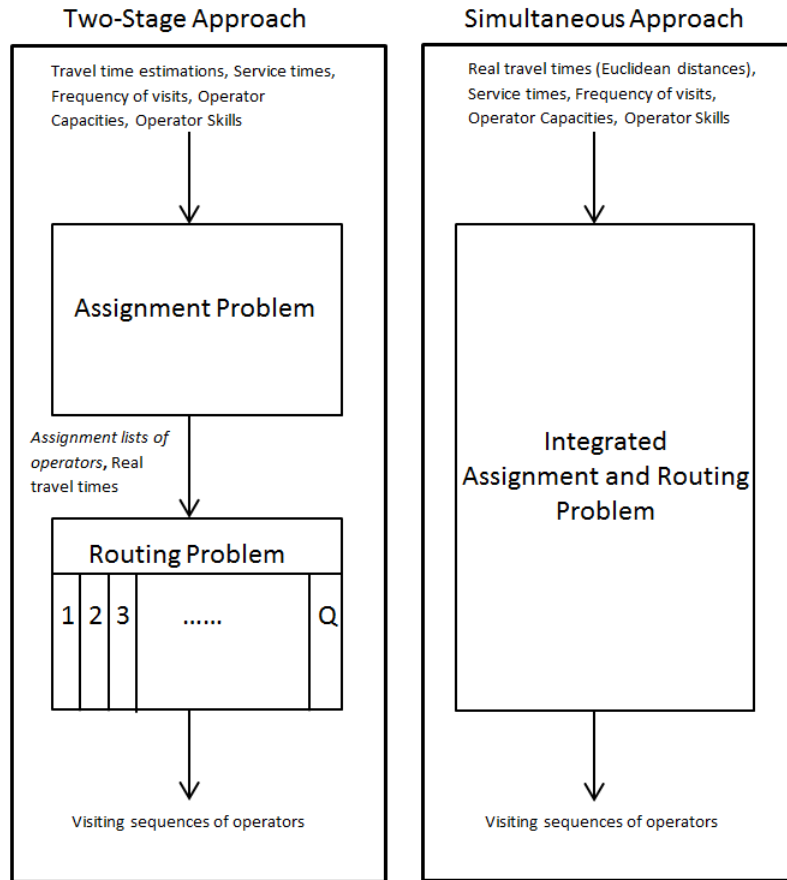 Two-Stage Approach
Travel time estimations, Service times,
Frequency of visits, Operator
Capacities, Operator Skills
Assignment Problem
Assignment lists of
operators, Real
travel times
Routing Problem
1 2 3 ...... Q
Visiting sequences of operators
Simultaneous Approach
Real travel times (Euclidean distances),
Service times, Frequency of visits,
Operator Capacities, Operator Skills
Integrated
Assignment and Routing
Problem
Visiting sequences of operators